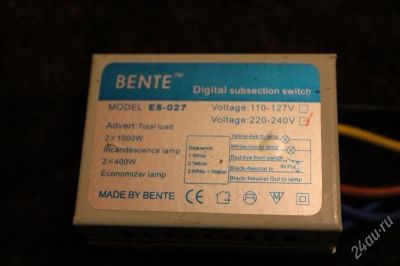 BENTE™
Digital subsection switch
MODEL: ES-027
Voltage:110-127V
Voltage:220-240V
Advert:Total load
2×1000W
Incandescence lamp
2×400W
Economizer lamp
Sequence:
1 White
2 Yellow
3 White+Yellow
Yellow-live to lamp
White-live to lamp
Red-live from switch
IN Put
Black-Neutral In
Black-Neutral Out to lamp
MADE BY BENTE
CE
24au.ru